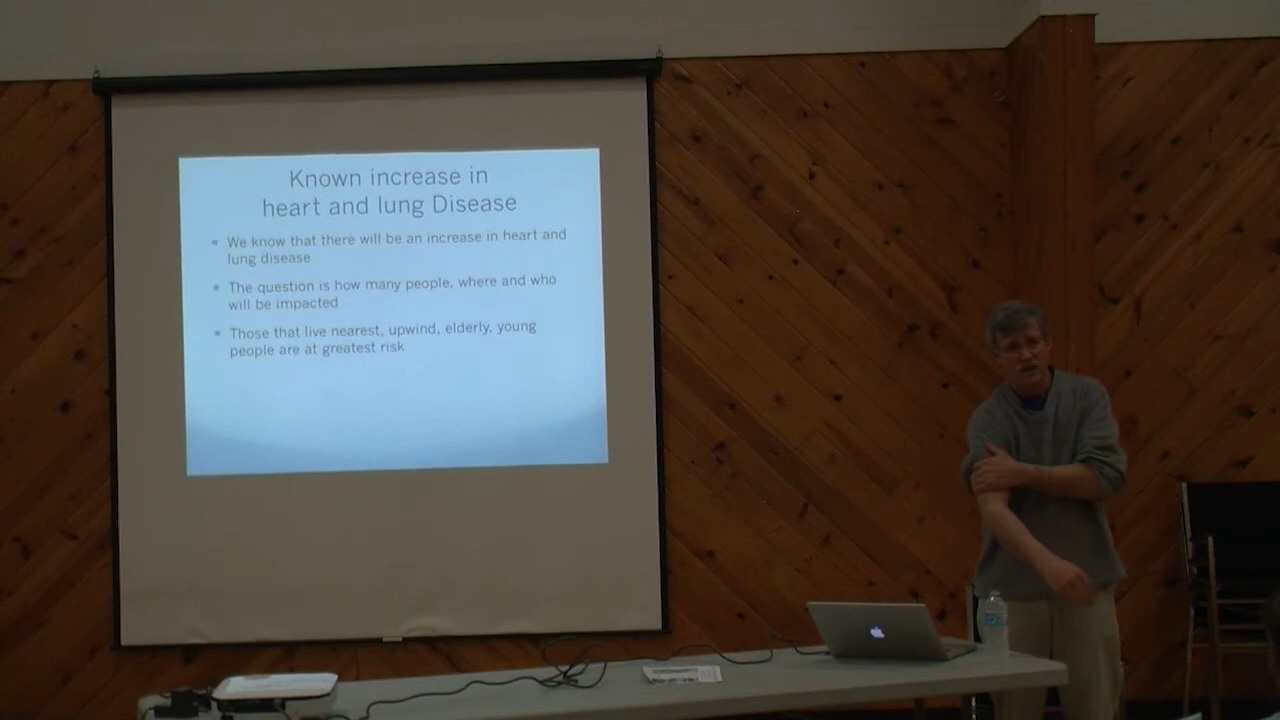 Known increase in
heart and lung Disease
• We know that there will be an increase in heart and
lung disease
• The question is how many people, where and who
will be impacted
• Those that live nearest, upwind, elderly, young
people are at greatest risk